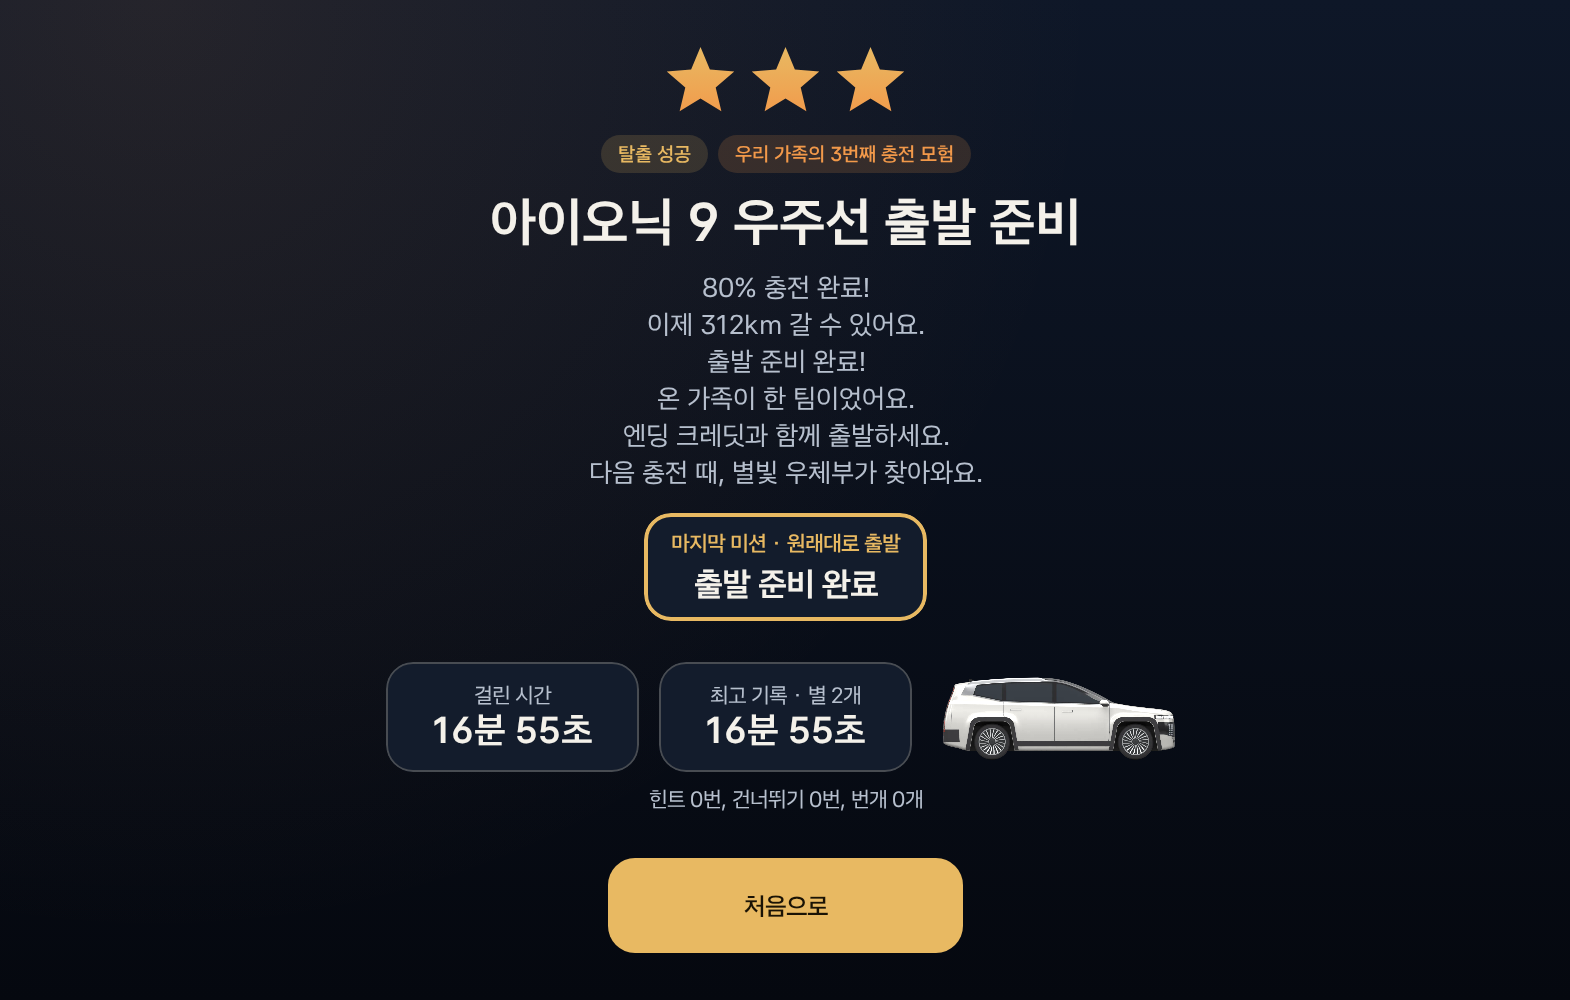 탈출 성공
우리 가족의 3번째 충전 모험
아이오닉 9 우주선 출발 준비
80% 충전 완료!
이제 312km 갈 수 있어요.
출발 준비 완료!
온 가족이 한 팀이었어요.
엔딩 크레딧과 함께 출발하세요.
다음 충전 때, 별빛 우체부가 찾아와요.
마지막 미션 · 원래대로 출발
출발 준비 완료
걸린 시간
16분 55초
최고 기록 · 별 2개
16분 55초
힌트 0번, 건너뛰기 0번, 번개 0개
처음으로